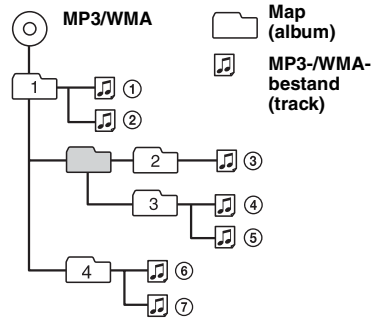 MP3/WMA
Map
(album)
MP3-/WMA-
bestand
(track)
1
①
②
2
③
3
④
⑤
4
⑥
⑦